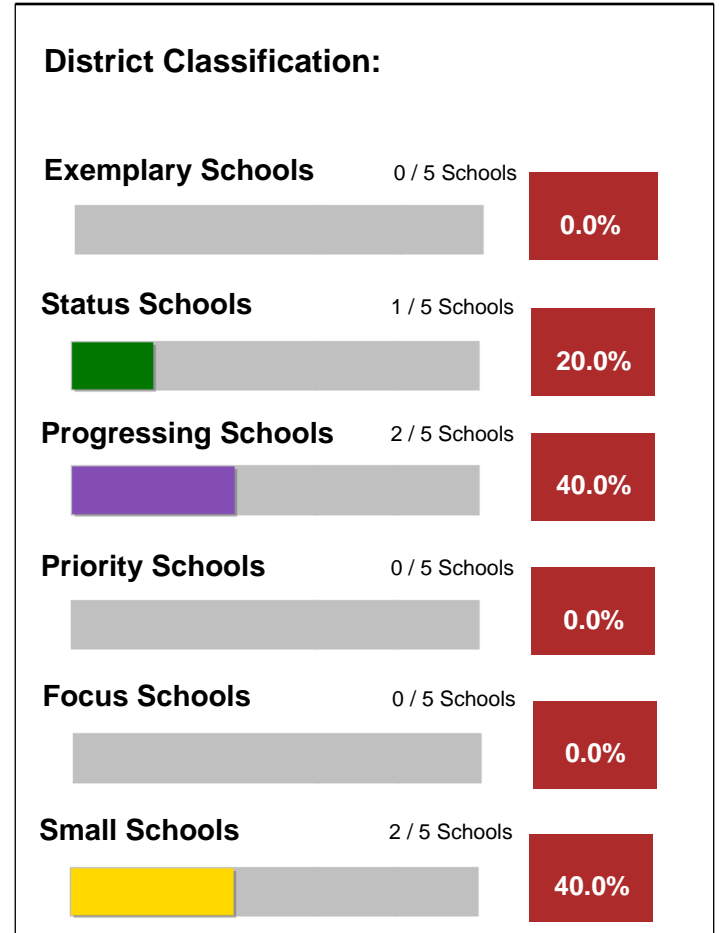 District Classification:
Exemplary Schools 0 / 5 Schools
0.0%
Status Schools 1 / 5 Schools
20.0%
Progressing Schools 2 / 5 Schools
40.0%
Priority Schools 0 / 5 Schools
0.0%
Focus Schools 0 / 5 Schools
0.0%
Small Schools 2 / 5 Schools
40.0%